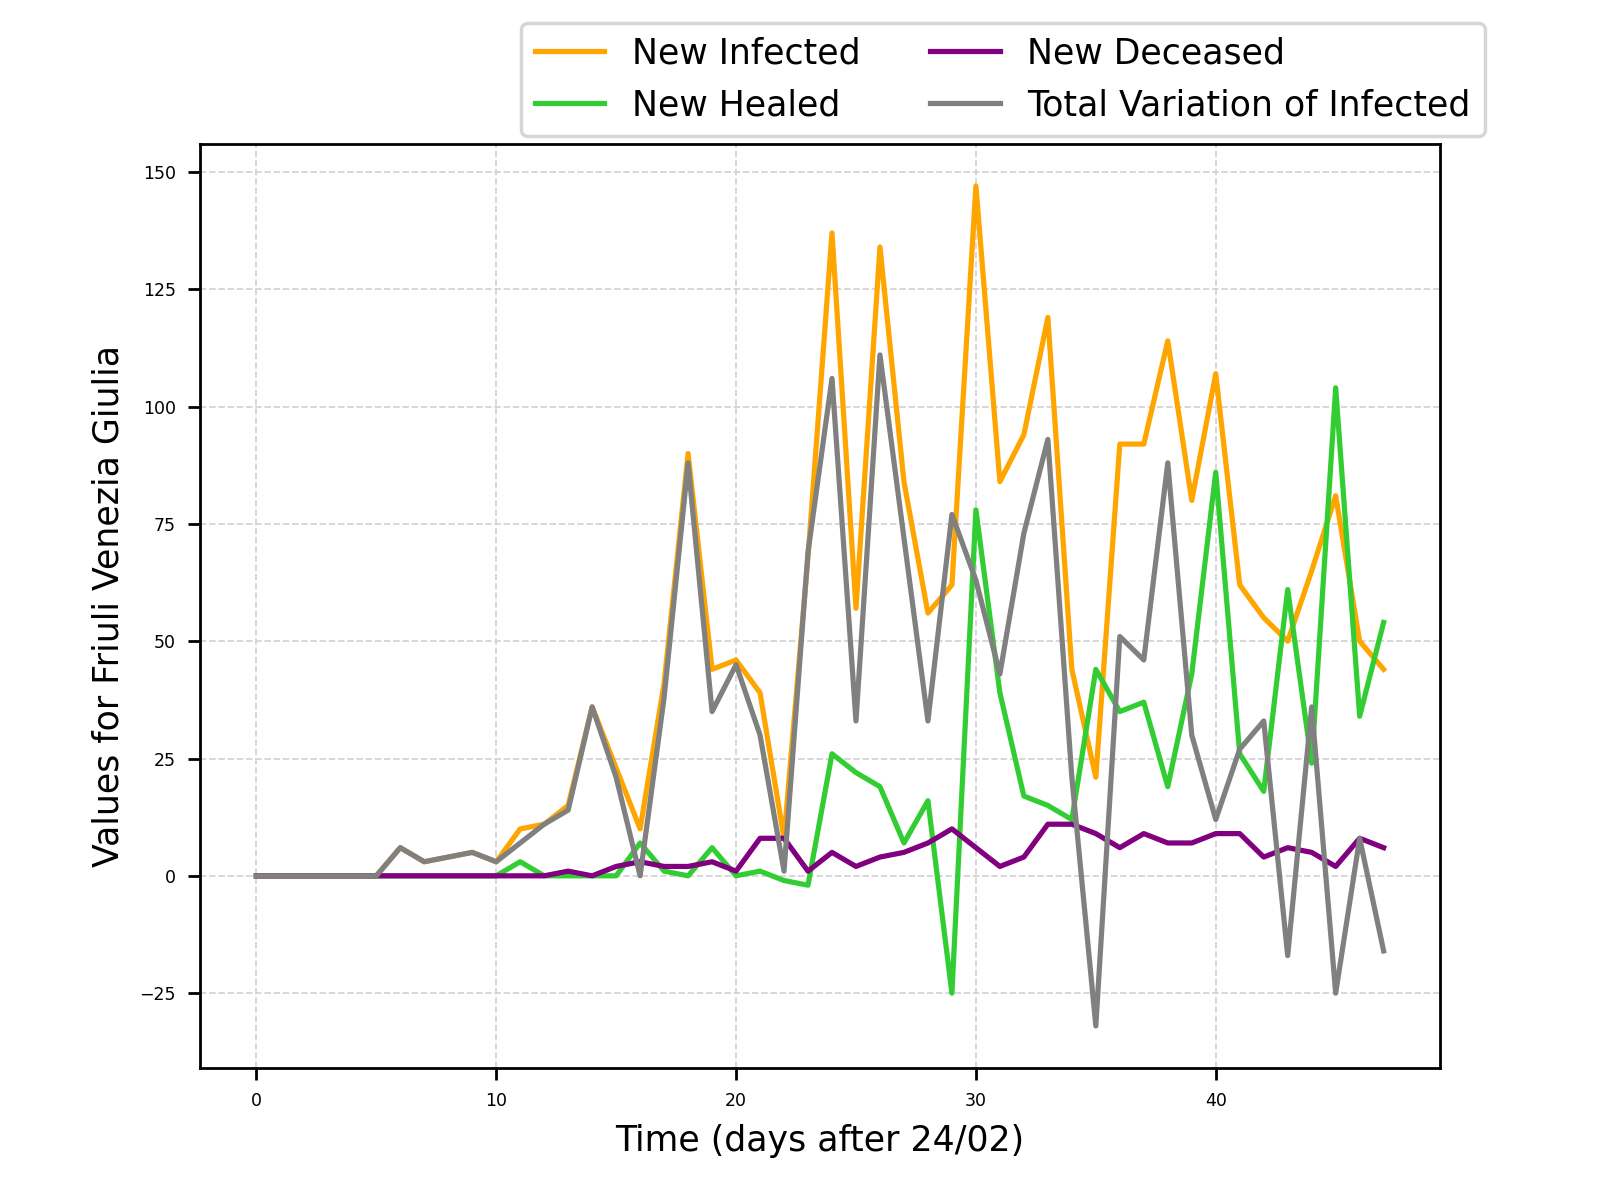 New Infected
New Healed
New Deceased
Total Variation of Infected
Values for Friuli Venezia Giulia
150
125
100
75
50
25
0
−25
0 10 20 30 40
Time (days after 24/02)